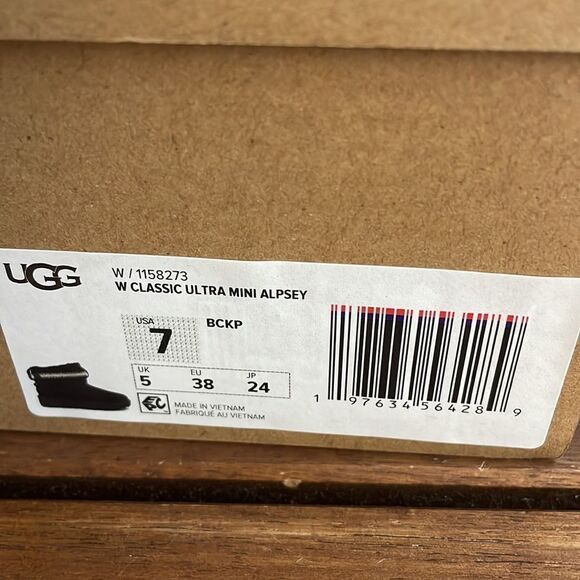 UGG
W / 1158273
W CLASSIC ULTRA MINI ALPSEY
USA
7
BCKP
UK EU JP
5 38 24
EC
MADE IN VIETNAM
FABRIQUÉ AU VIETNAM
1 97634 56428 9